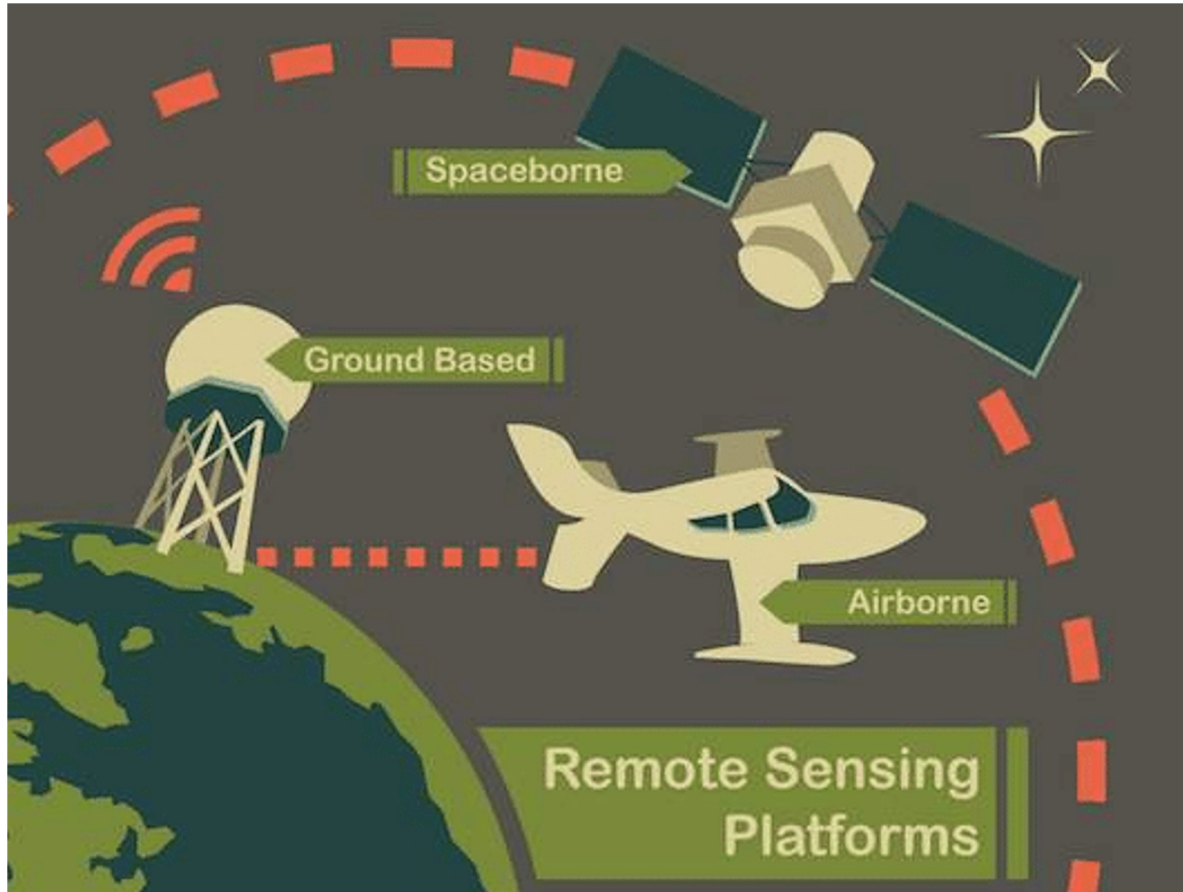 Spaceborne
Ground Based
Airborne
Remote Sensing
Platforms